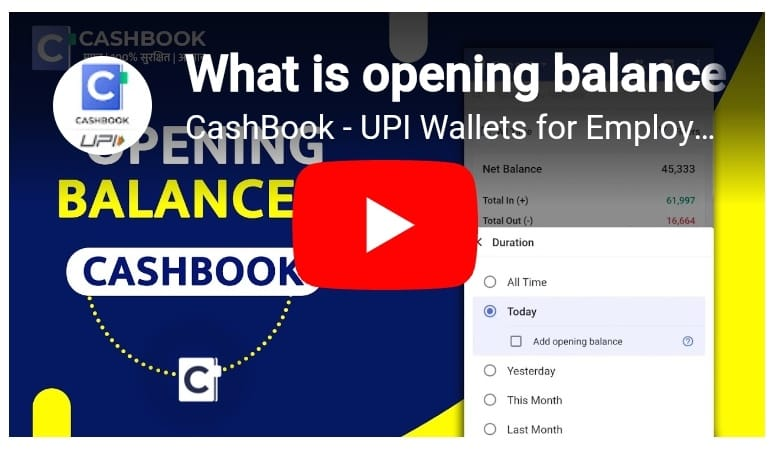 CASHBOOK
100% सुरक्षित |
What is opening balance
CashBook - UPI Wallets for Employ...
CASHBOOK
UPI
OPENING
BALANCE
CASHBOOK
Net Balance 45,333
Total In (+) 61,997
Total Out (-) 16,664
Duration
All Time
Today
Add opening balance
Yesterday
This Month
Last Month